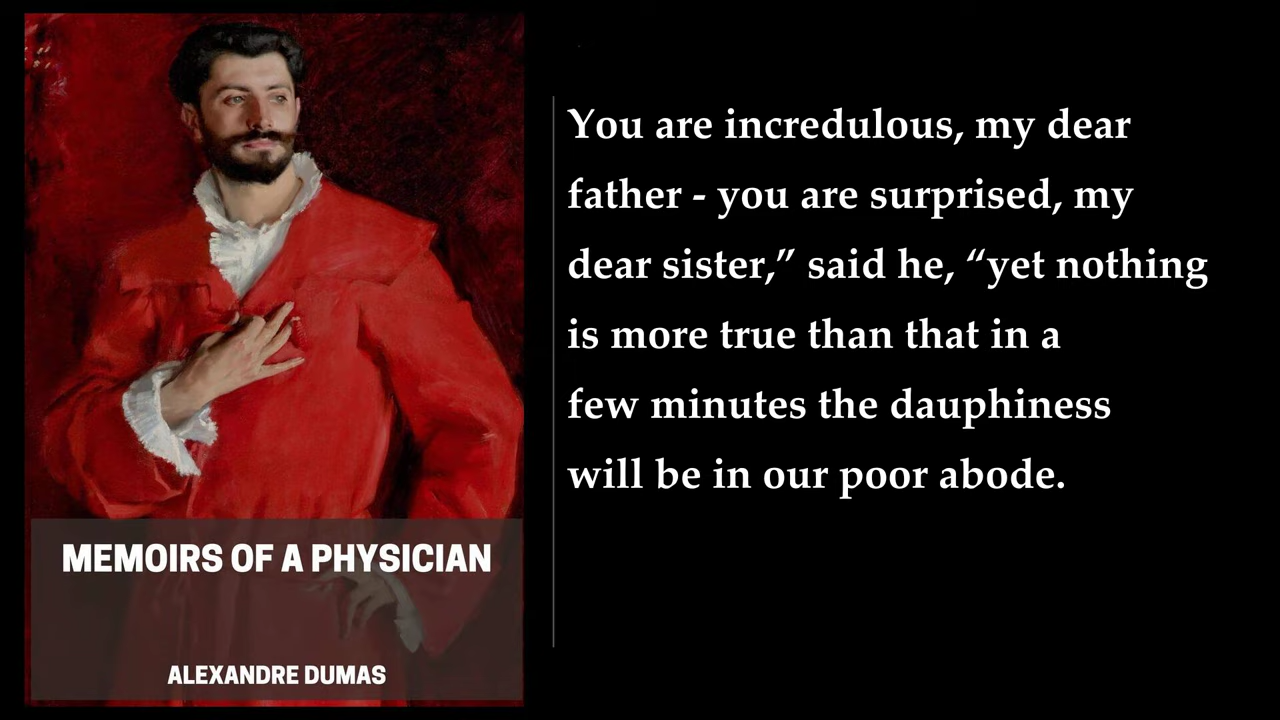 MEMOIRS OF A PHYSICIAN
ALEXANDRE DUMAS
You are incredulous, my dear
father - you are surprised, my
dear sister,” said he, “yet nothing
is more true than that in a
few minutes the dauphiness
will be in our poor abode.